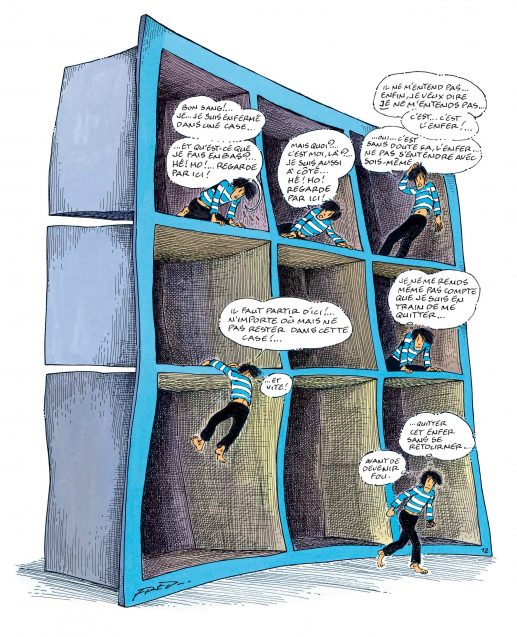 BON SANG!...
JE... JE SUIS ENFERMÉ
DANS UNE CASE...
...ET QU'EST-CE QUE
JE FAIS EN BAS?...
HÉ! HO!... REGARDE
PAR ICI!
MAIS QUOI?...
C'EST MOI, LÀ?...
JE SUIS AUSSI
À CÔTÉ...
HÉ! HO!
REGARDE
PAR ICI!
IL NE M'ENTEND PAS...
ENFIN, JE VEUX DIRE
JE NE M'ENTENDS PAS...
C'EST... C'EST
L'ENFER!...
...OUI... C'EST
SANS DOUTE ÇA, L'ENFER...
NE PAS S'ENTENDRE AVEC
SOIS-MÊME
IL FAUT PARTIR D'ICI!...
N'IMPORTE OÙ MAIS NE
PAS RESTER DANS CETTE
CASE!...
...ET
VITE!
JE NE ME RENDS
MÊME PAS COMPTE
QUE JE SUIS EN
TRAIN DE ME
QUITTER...
...QUITTER
CET ENFER
SANS SE
RETOURNER...
AVANT DE
DEVENIR
FOU.
FRED
12